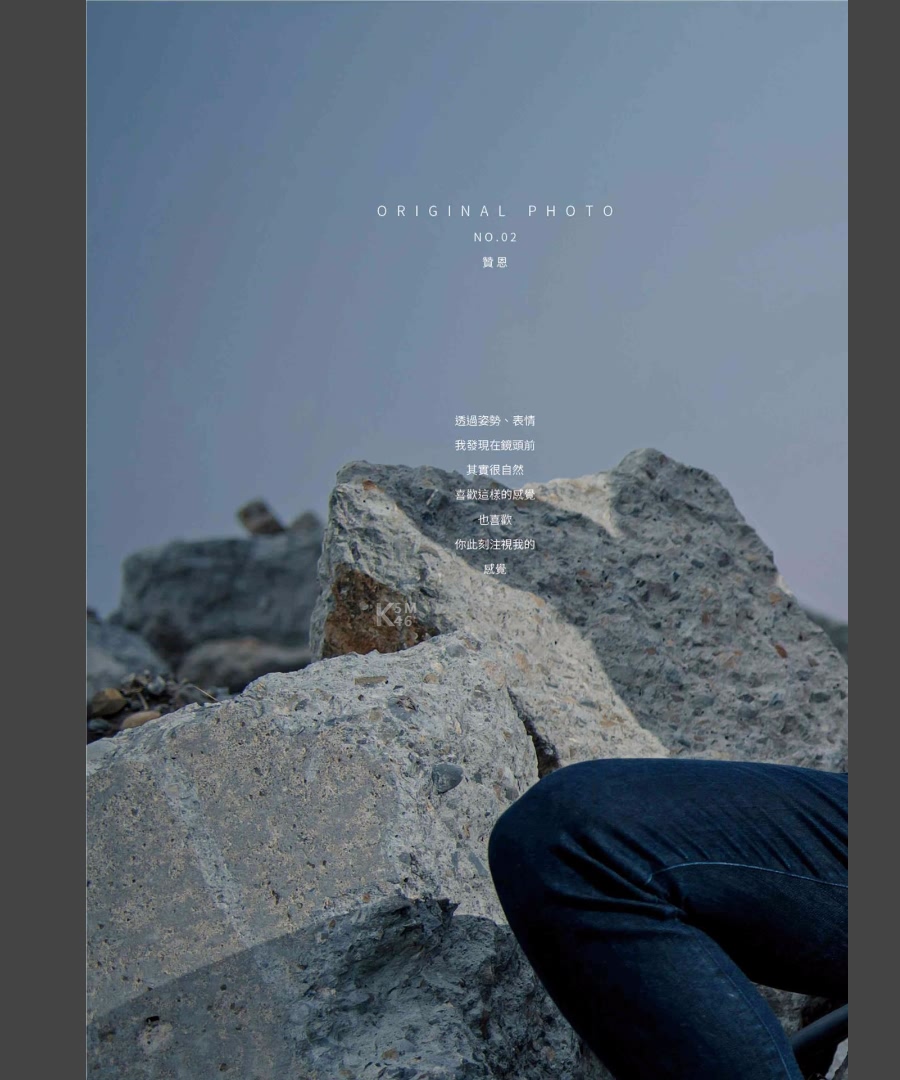 ORIGINAL PHOTO
NO.02
贊恩
透過姿勢、表情
我發現在鏡頭前
其實很自然
喜歡這樣的感覺
也喜歡
你此刻注視我的
感覺
KSM
46